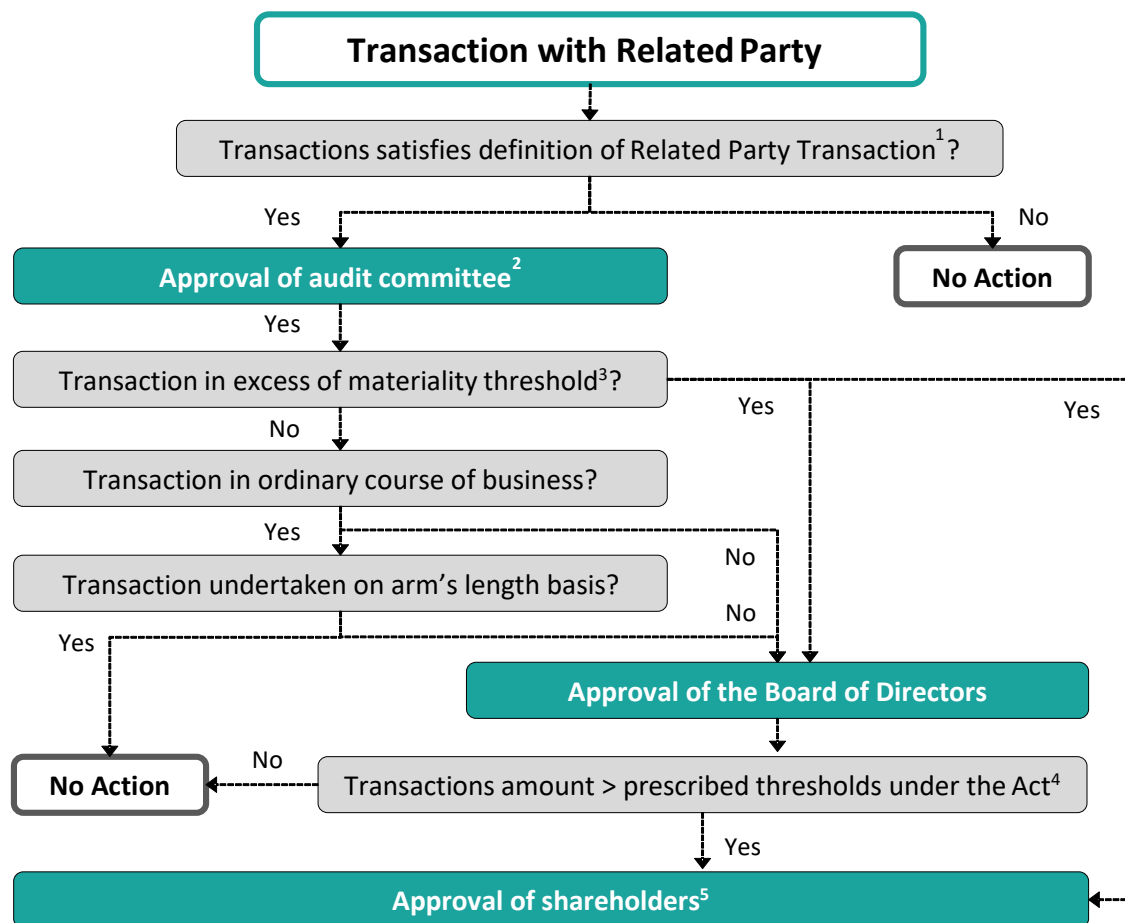 Transaction with Related Party
Transactions satisfies definition of Related Party Transaction¹?
Yes
No
Approval of audit committee²
No Action
Yes
Transaction in excess of materiality threshold³?
Yes
Yes
No
Transaction in ordinary course of business?
Yes
No
Transaction undertaken on arm's length basis?
No
Yes
Approval of the Board of Directors
No
No Action
Transactions amount > prescribed thresholds under the Act⁴
Yes
Approval of shareholders⁵